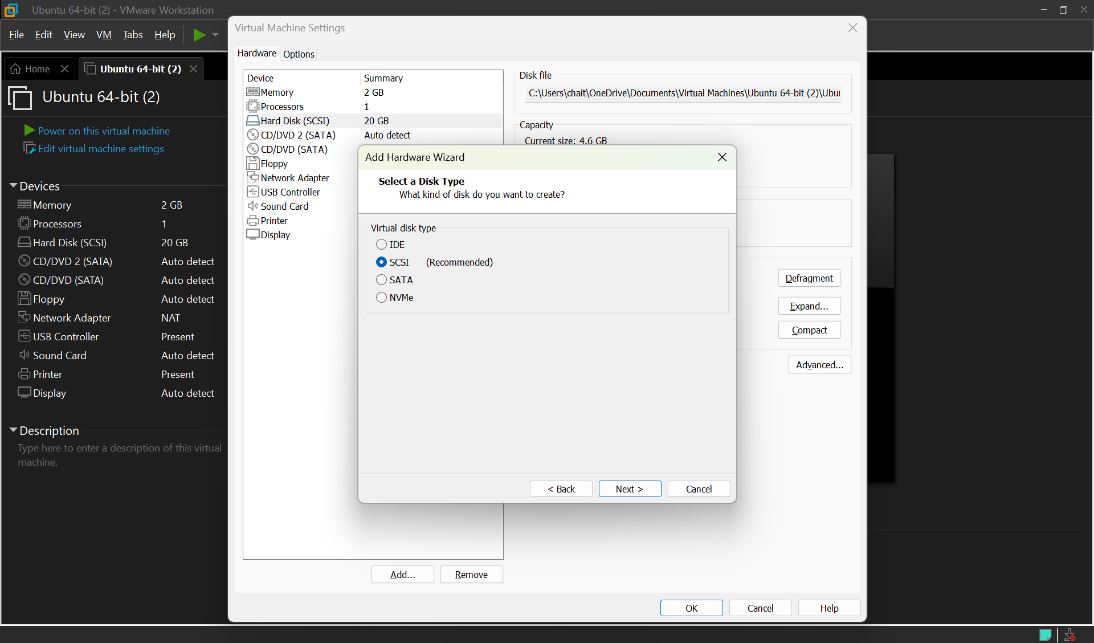 Ubuntu 64-bit (2) - VMware Workstation
File Edit View VM Tabs Help
Home
Ubuntu 64-bit (2)
Ubuntu 64-bit (2)
Power on this virtual machine
Edit virtual machine settings
Devices
Memory 2 GB
Processors 1
Hard Disk (SCSI) 20 GB
CD/DVD 2 (SATA) Auto detect
CD/DVD (SATA) Auto detect
Floppy Auto detect
Network Adapter NAT
USB Controller Present
Sound Card Auto detect
Printer Present
Display Auto detect
Description
Type here to enter a description of this virtual
machine.
Virtual Machine Settings
Hardware Options
Device Summary
Memory 2 GB
Processors 1
Hard Disk (SCSI) 20 GB
CD/DVD 2 (SATA) Auto detect
CD/DVD (SATA)
Floppy
Network Adapter
USB Controller
Sound Card
Printer
Display
Add... Remove
Disk file
C:\Users\chait\OneDrive\Documents\Virtual Machines\Ubuntu 64-bit (2)\Ubu
Capacity
Current size: 4.6 GB
Defragment
Expand...
Compact
Advanced...
Add Hardware Wizard
Select a Disk Type
What kind of disk do you want to create?
Virtual disk type
IDE
SCSI (Recommended)
SATA
NVMe
< Back Next > Cancel
OK Cancel Help